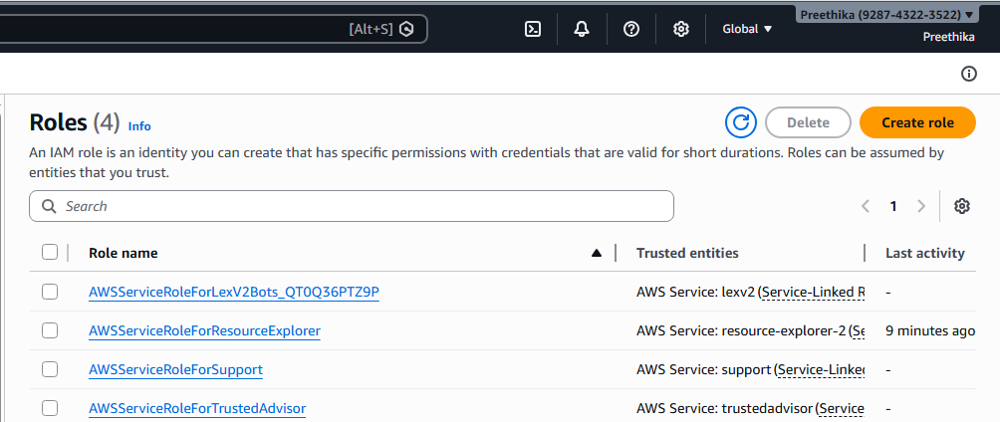 [Alt+S]
Global
Preethika (9287-4322-3522)
Preethika
Roles (4) Info
Delete
Create role
An IAM role is an identity you can create that has specific permissions with credentials that are valid for short durations. Roles can be assumed by
entities that you trust.
Search
1
Role name
Trusted entities
Last activity
AWSServiceRoleForLexV2Bots_QT0Q36PTZ9P AWS Service: lexv2 (Service-Linked R -
AWSServiceRoleForResourceExplorer AWS Service: resource-explorer-2 (Se 9 minutes ago
AWSServiceRoleForSupport AWS Service: support (Service-Linked -
AWSServiceRoleForTrustedAdvisor AWS Service: trustedadvisor (Service -